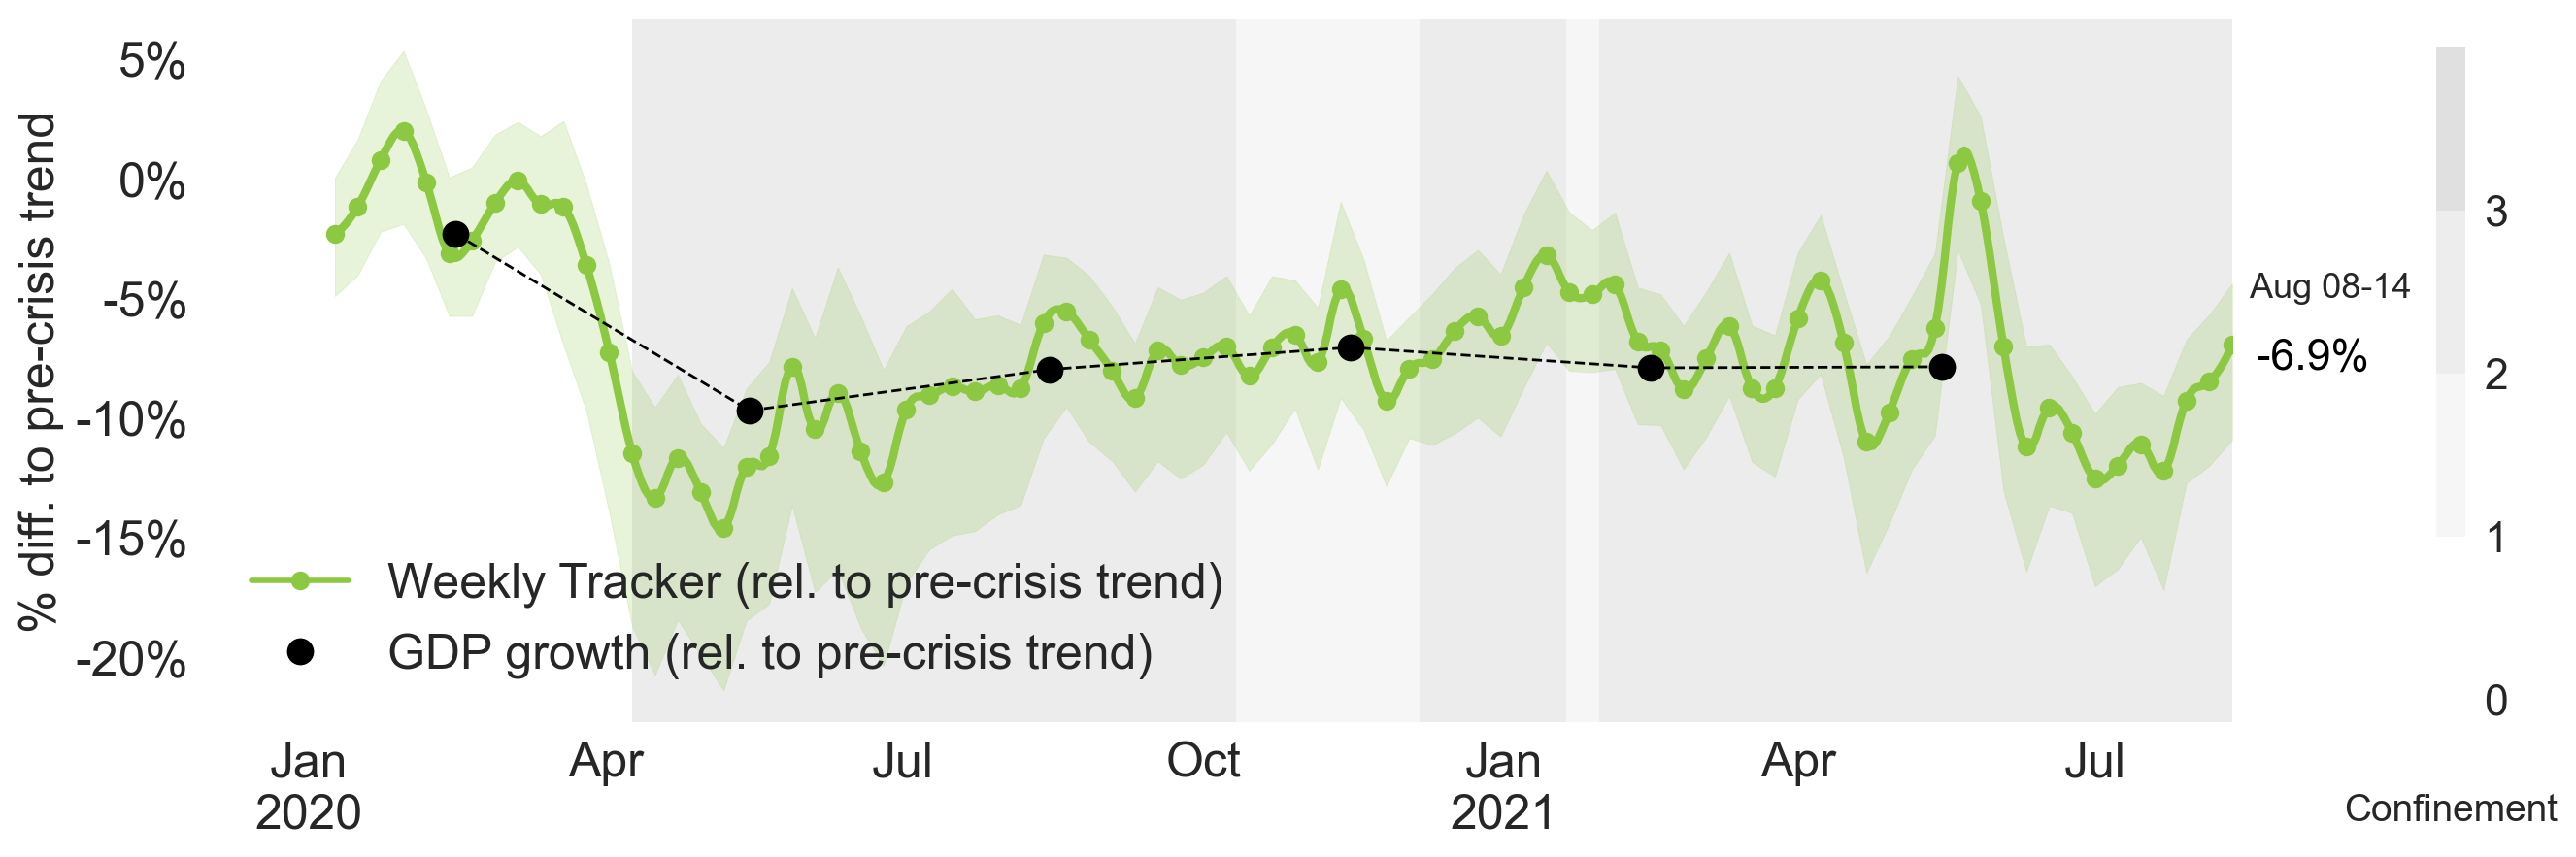 % diff. to pre-crisis trend
5%
0%
-5%
-10%
-15%
-20%
Weekly Tracker (rel. to pre-crisis trend)
GDP growth (rel. to pre-crisis trend)
Jan
2020
Apr
Jul
Oct
Jan
2021
Apr
Jul
Aug 08-14
-6.9%
3
2
1
0
Confinement